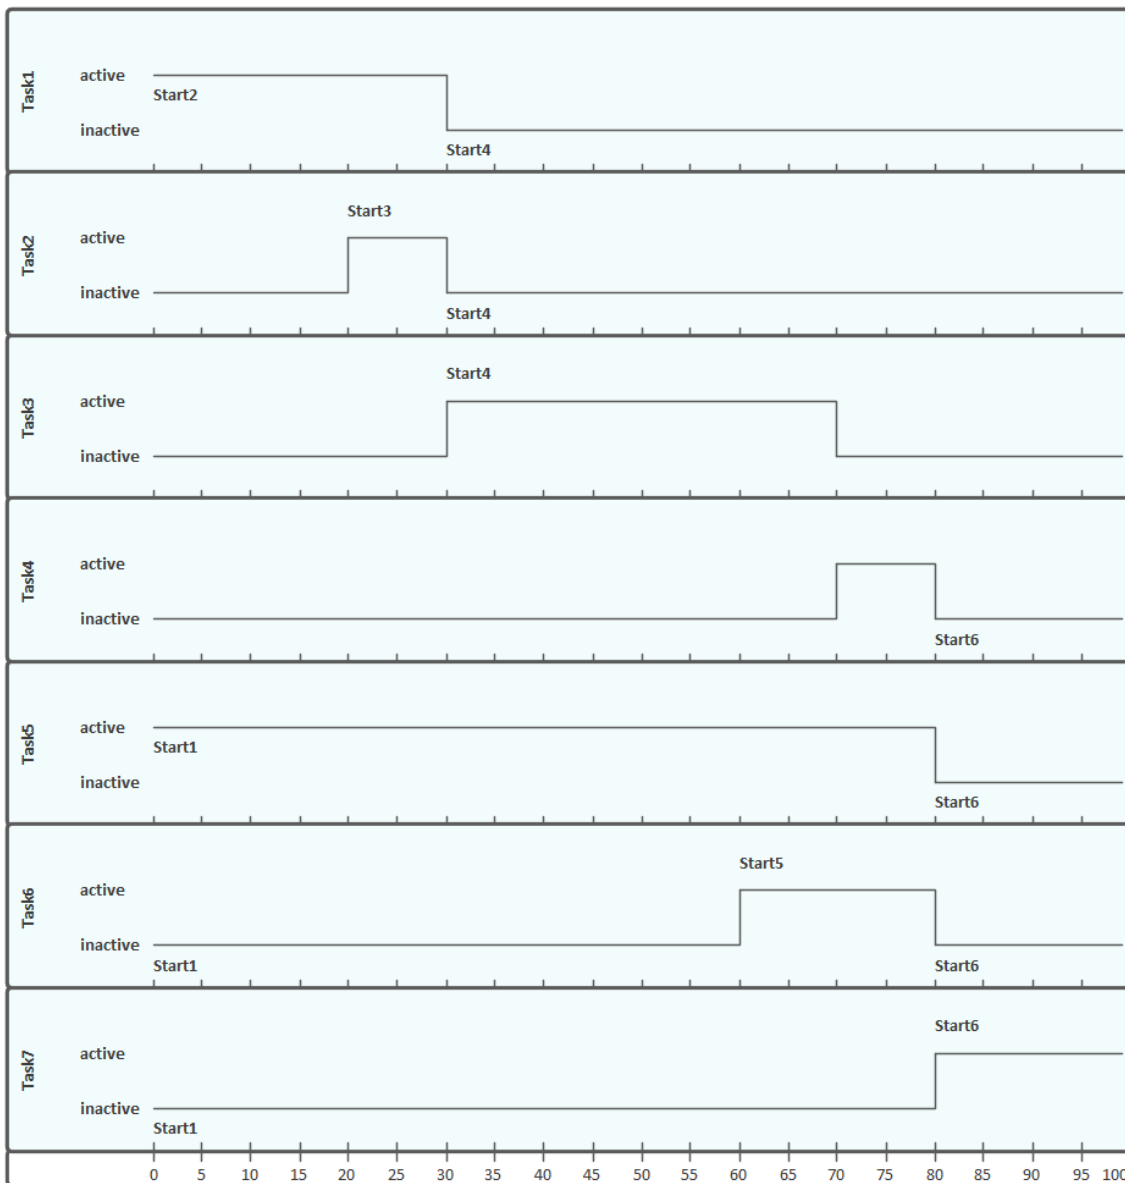 Task1
active
Start2
inactive
Start4
Task2
Start3
active
inactive
Start4
Task3
Start4
active
inactive
Task4
active
inactive
Start6
Task5
active
Start1
inactive
Start6
Task6
Start5
active
inactive
Start1 Start6
Task7
Start6
active
inactive
Start1
0 5 10 15 20 25 30 35 40 45 50 55 60 65 70 75 80 85 90 95 100